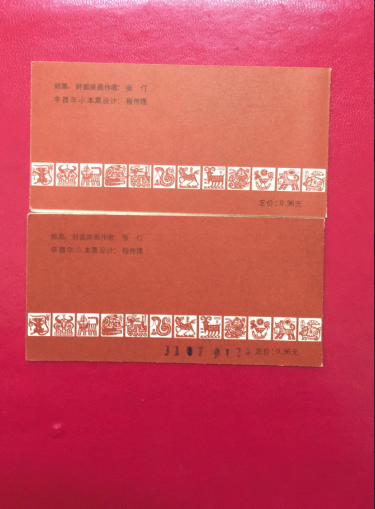 邮票、封面装画作者: 张 仃
辛酉年小本票设计: 程传理
定价: 0.96元
邮票、封面装画作者: 张 仃
辛酉年小本票设计: 程传理
定价: 0.96元